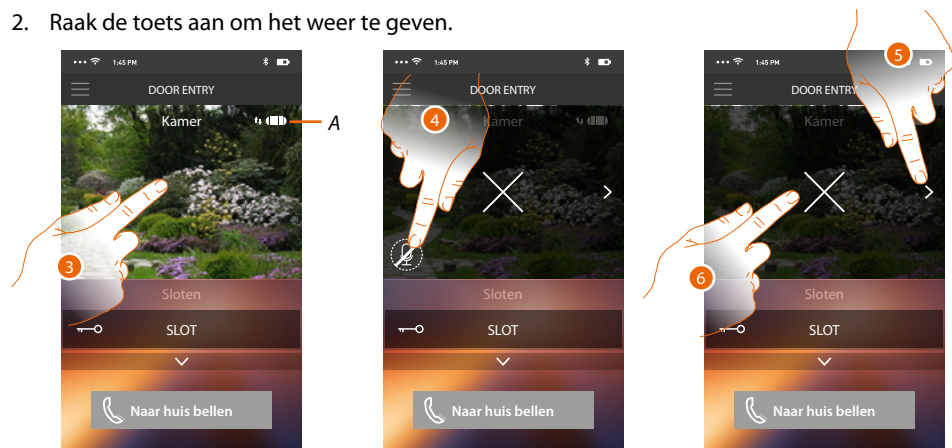 2. Raak de toets aan om het weer te geven.
1:45 PM
DOOR ENTRY
Kamer
A
3
Sloten
SLOT
Naar huis bellen
1:45 PM
DOOR ENTRY
4
Kamer
Sloten
SLOT
Naar huis bellen
5
1:45 PM
DOOR ENTRY
Kamer
6
Sloten
SLOT
Naar huis bellen